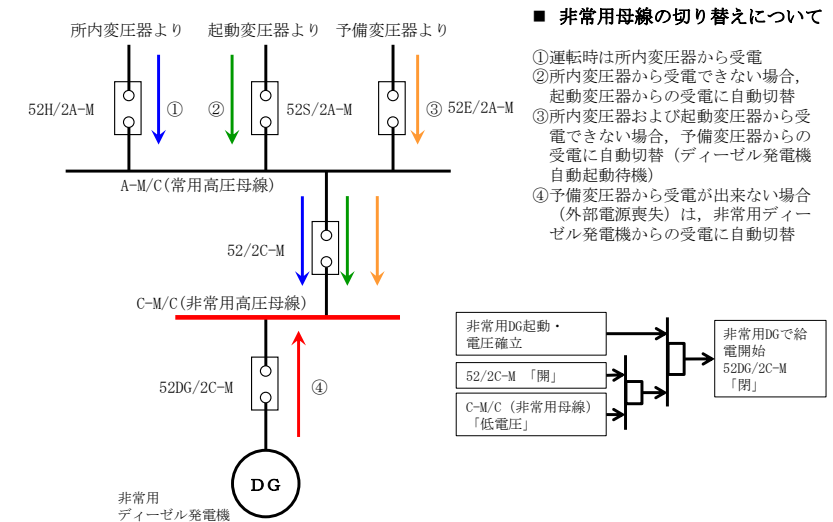 ■ 非常用母線の切り替えについて
所内変圧器より 起動変圧器より 予備変圧器より
①運転時は所内変圧器から受電
②所内変圧器から受電できない場合,
起動変圧器からの受電に自動切替
③所内変圧器および起動変圧器から受
電できない場合,予備変圧器からの
受電に自動切替(ディーゼル発電機
自動起動待機)
④予備変圧器から受電が出来ない場合
(外部電源喪失)は,非常用ディー
ゼル発電機からの受電に自動切替
52H/2A-M ① ② 52S/2A-M ③ 52E/2A-M
A-M/C(常用高圧母線)
52/2C-M
C-M/C(非常用高圧母線)
52DG/2C-M ④
DG
非常用
ディーゼル発電機
非常用DG起動・
電圧確立
52/2C-M 「開」
C-M/C(非常用母線)
「低電圧」
非常用DGで給
電開始
52DG/2C-M
「閉」